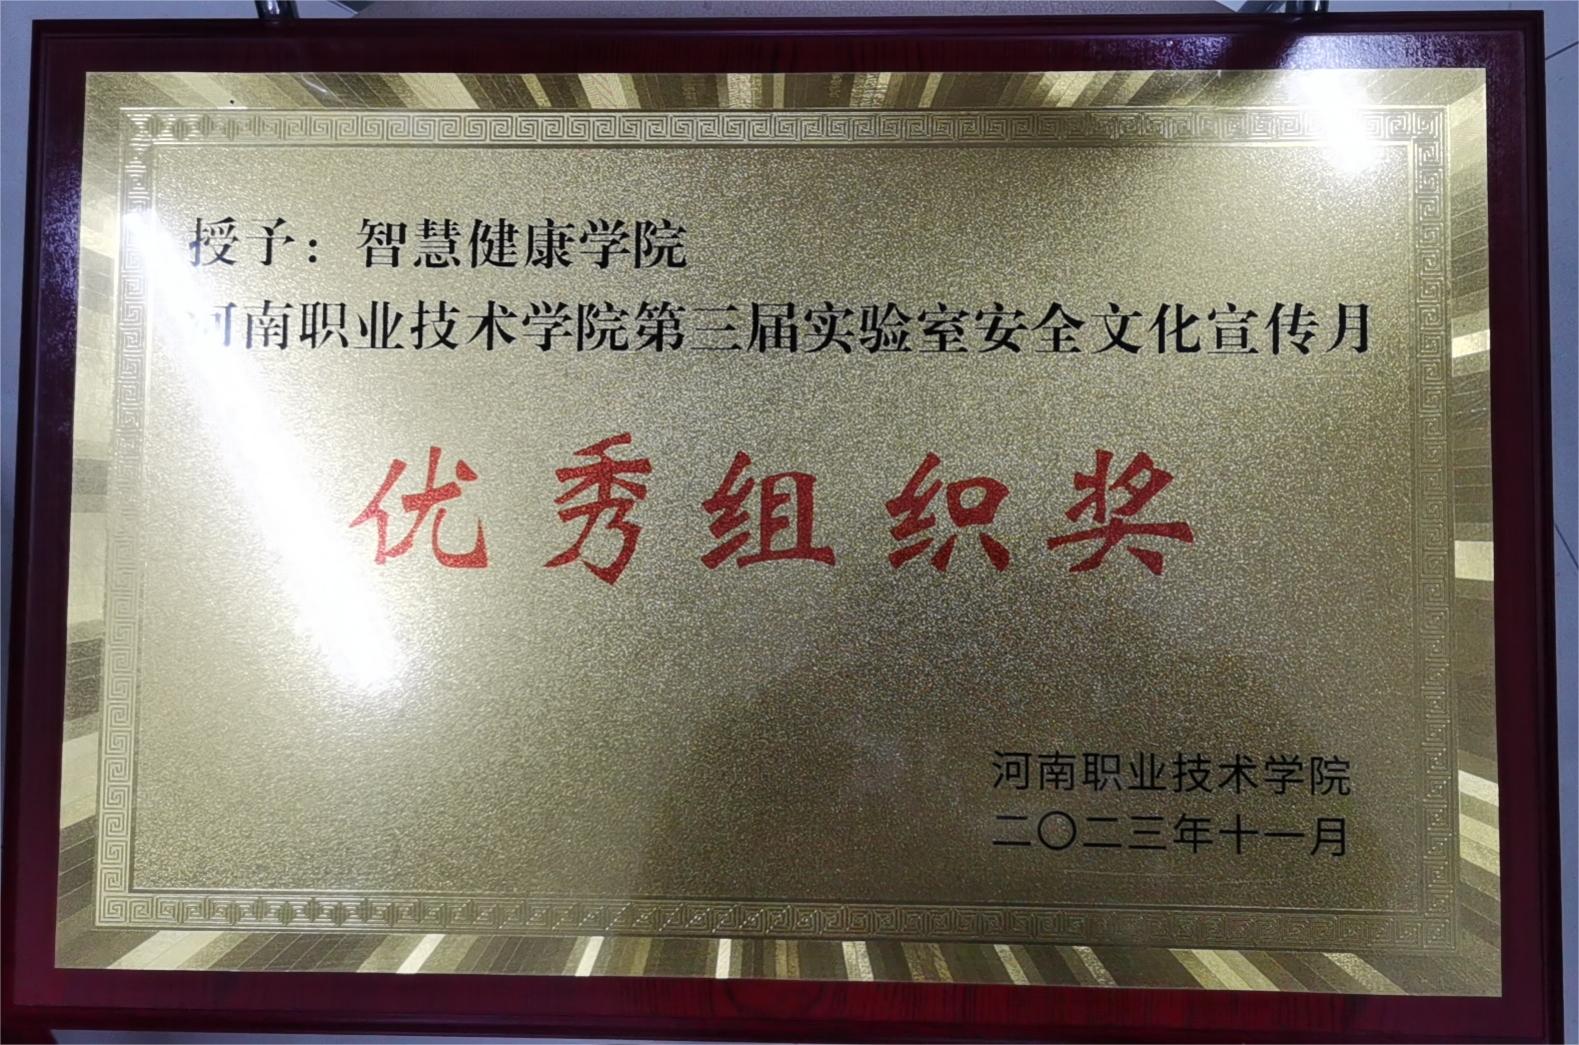 授予：智慧健康学院
河南职业技术学院第三届实验室安全文化宣传月
优秀组织奖
河南职业技术学院
二〇二三年十一月